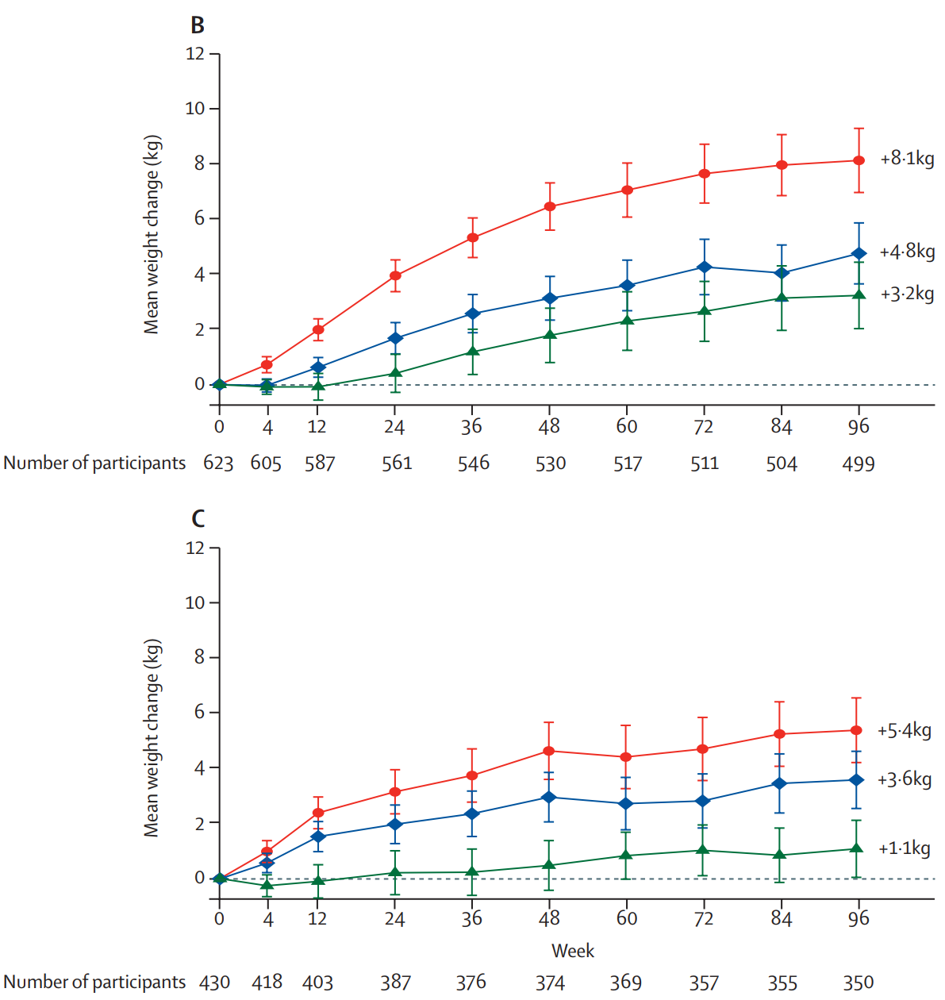 B
12
10
8
6
4
2
0
Mean weight change (kg)
+8·1kg
+4·8kg
+3·2kg
0 4 12 24 36 48 60 72 84 96
Number of participants 623 605 587 561 546 530 517 511 504 499
C
12
10
8
6
4
2
0
Mean weight change (kg)
+5·4kg
+3·6kg
+1·1kg
0 4 12 24 36 48 60 72 84 96
Week
Number of participants 430 418 403 387 376 374 369 357 355 350